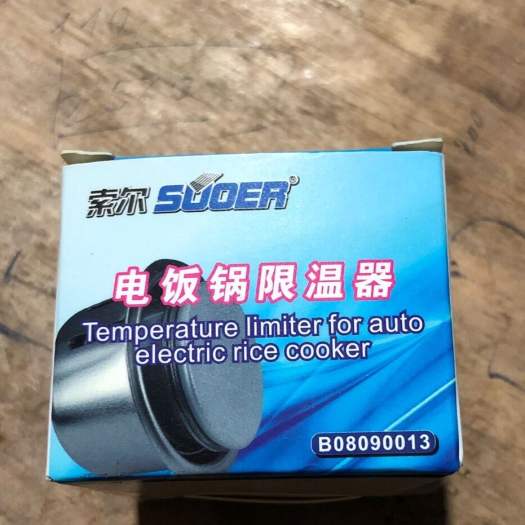 索尔 SUOER®
电饭锅限温器
Temperature limiter for auto
electric rice cooker
B08090013